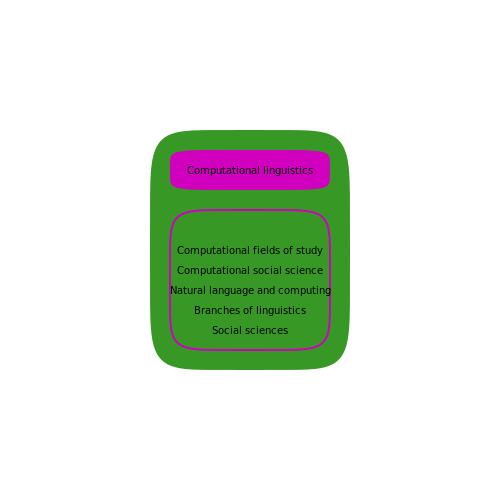 Computational linguistics
Computational fields of study
Computational social science
Natural language and computing
Branches of linguistics
Social sciences